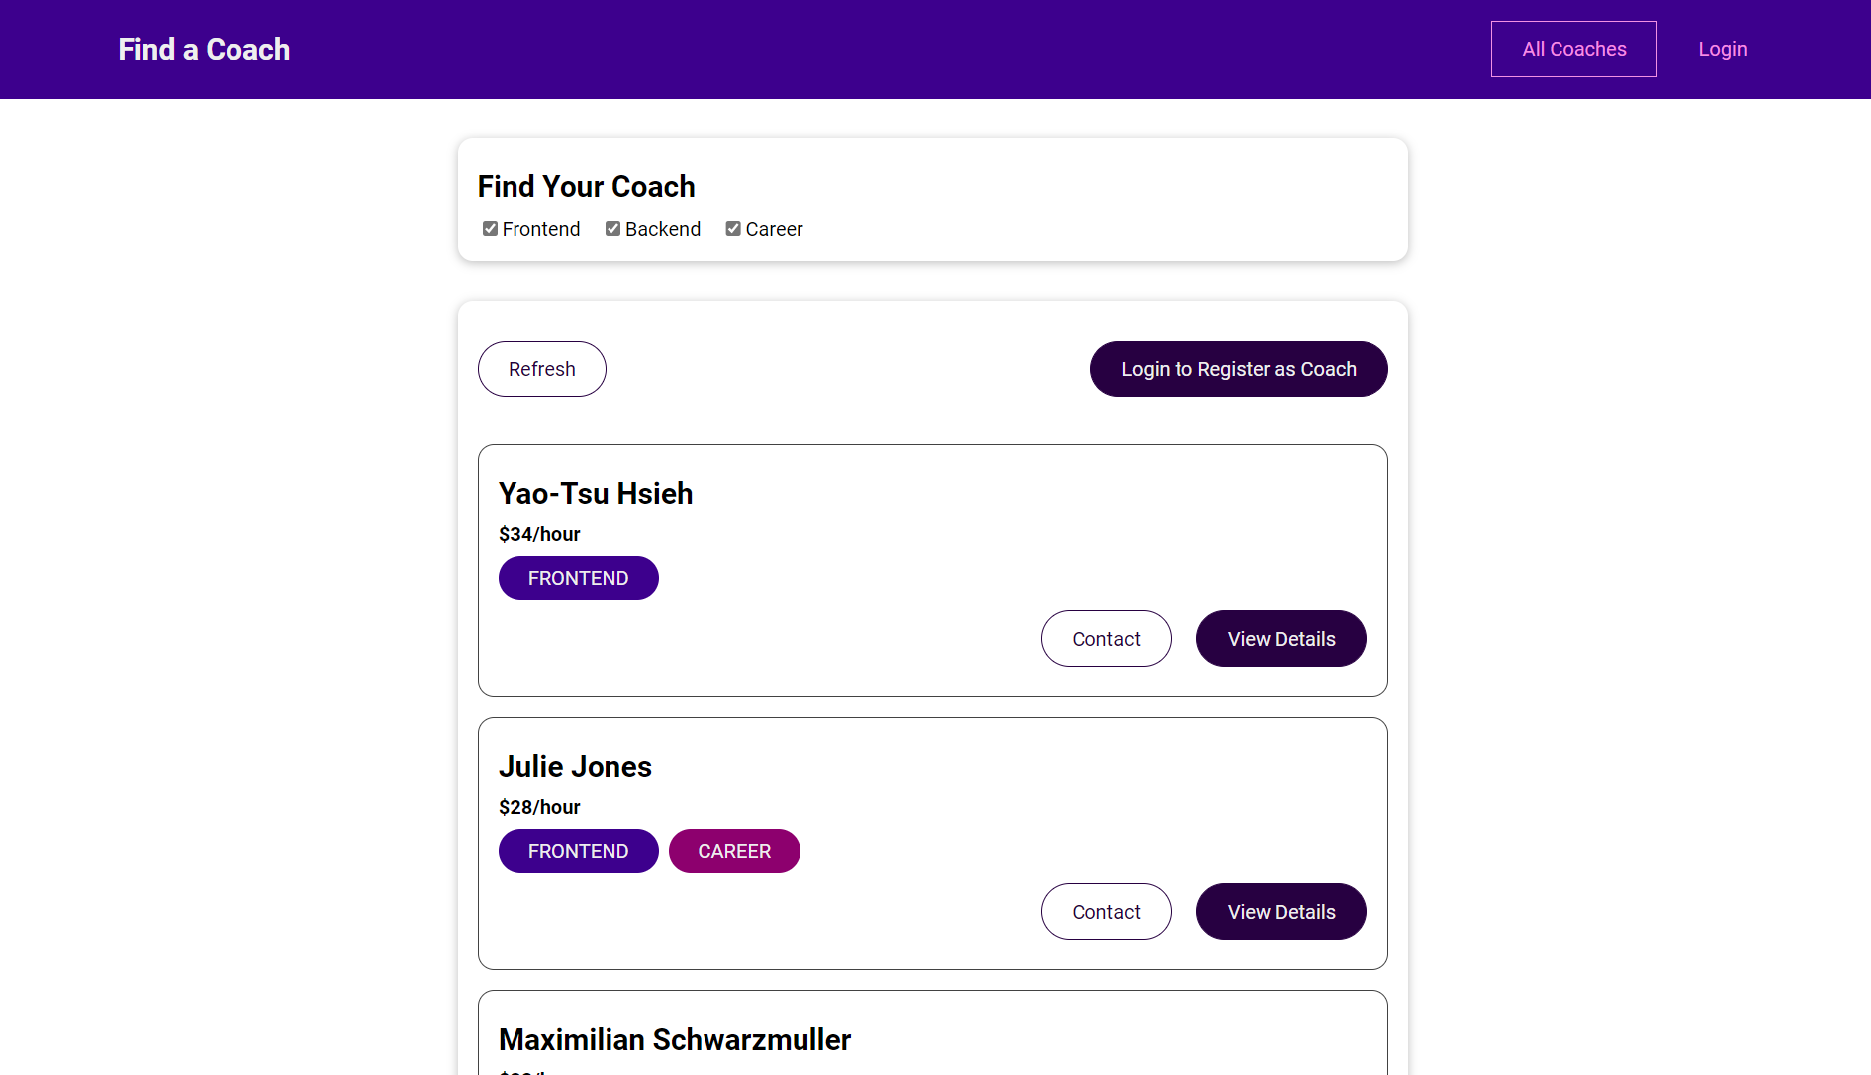 Find a Coach
All Coaches
Login
Find Your Coach
Frontend
Backend
Career
Refresh
Login to Register as Coach
Yao-Tsu Hsieh
$34/hour
FRONTEND
Contact
View Details
Julie Jones
$28/hour
FRONTEND
CAREER
Contact
View Details
Maximilian Schwarzmuller